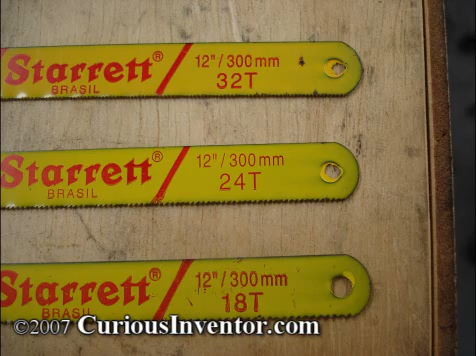 Starrett®
BRASIL
12"/300mm
32T
Starrett®
BRASIL
12"/300mm
24T
Starrett®
BRASIL
12"/300mm
18T
©2007 CuriousInventor.com